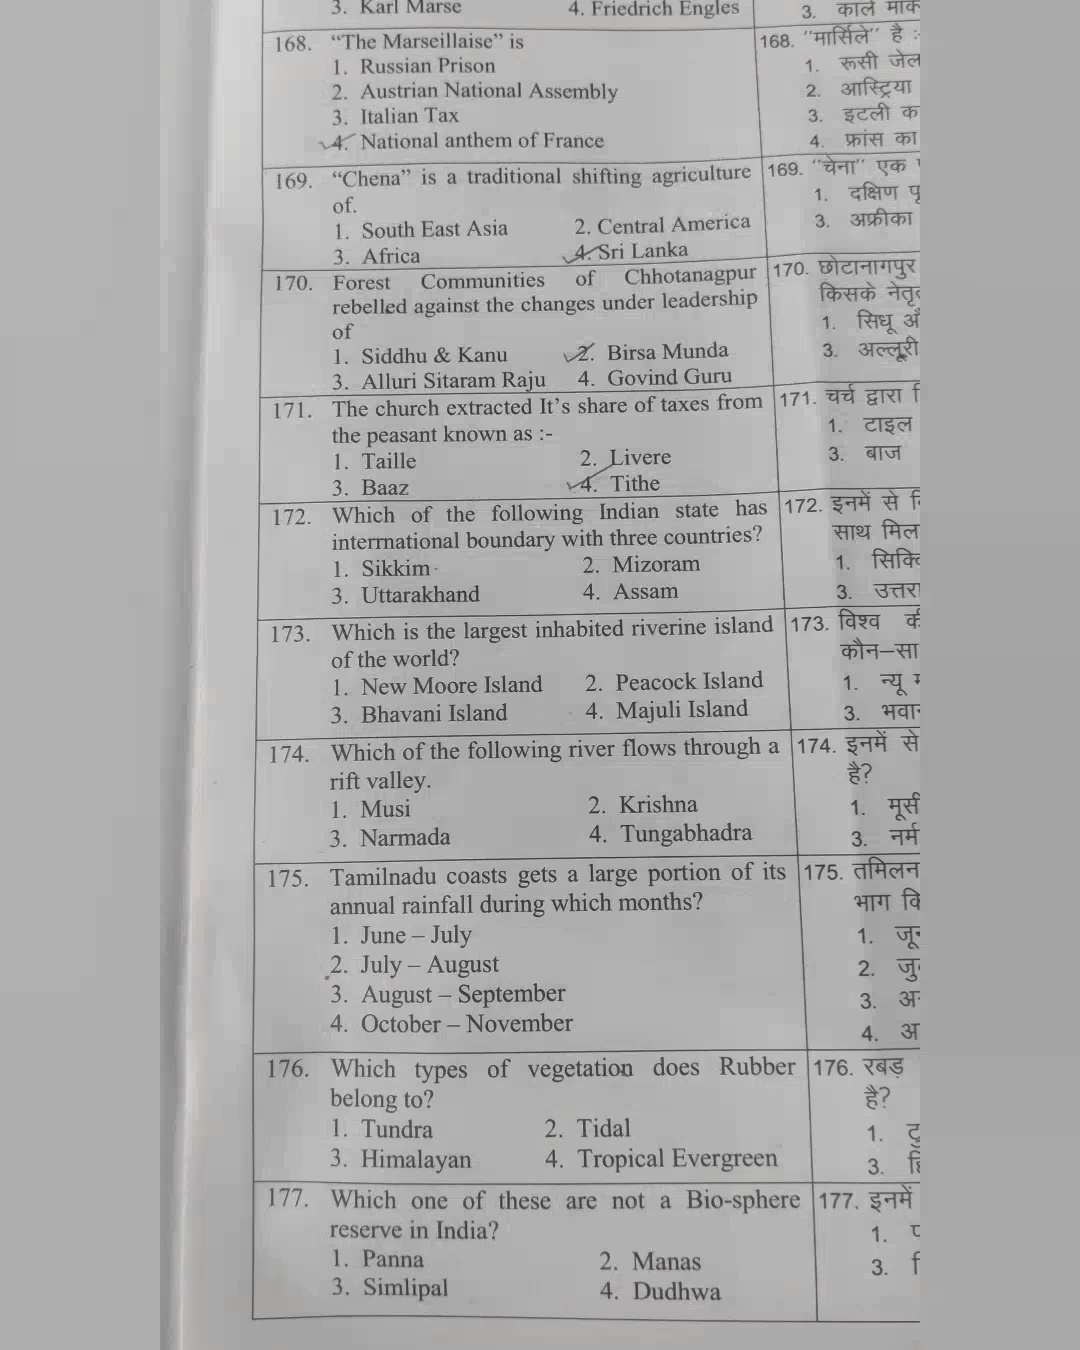 3. Karl Marse 4. Friedrich Engles
168. “The Marseillaise” is
1. Russian Prison
2. Austrian National Assembly
3. Italian Tax
4. National anthem of France
169. “Chena” is a traditional shifting agriculture
of.
1. South East Asia 2. Central America
3. Africa 4. Sri Lanka
170. Forest Communities of Chhotanagpur
rebelled against the changes under leadership
of
1. Siddhu & Kanu 2. Birsa Munda
3. Alluri Sitaram Raju 4. Govind Guru
171. The church extracted It’s share of taxes from
the peasant known as :-
1. Taille 2. Livere
3. Baaz 4. Tithe
172. Which of the following Indian state has
interrnational boundary with three countries?
1. Sikkim 2. Mizoram
3. Uttarakhand 4. Assam
173. Which is the largest inhabited riverine island
of the world?
1. New Moore Island 2. Peacock Island
3. Bhavani Island 4. Majuli Island
174. Which of the following river flows through a
rift valley.
1. Musi 2. Krishna
3. Narmada 4. Tungabhadra
175. Tamilnadu coasts gets a large portion of its
annual rainfall during which months?
1. June – July
2. July – August
3. August – September
4. October – November
176. Which types of vegetation does Rubber
belong to?
1. Tundra 2. Tidal
3. Himalayan 4. Tropical Evergreen
177. Which one of these are not a Bio-sphere
reserve in India?
1. Panna 2. Manas
3. Simlipal 4. Dudhwa
3. कार्ल
168. “मार्सिले” है :
1. रूसी जेल
2. आस्ट्रिया
3. इटली
4. फ्रांस का
169. “चेना” एक
1. दक्षिण
3. अफ्रीका
170. छोटानागपुर
किसके
1. सिधू
3. अल्लूरी
171. चर्च द्वारा
1. टाइल
3. बाज
172. इनमें से
साथ
1.
3.
173. विश्व
कौन–सा
1. न्यू
3.
174. इनमें से
है?
1.
3.
175.
भाग
1.
2.
3.
4.
176. रबड़
है?
1.
3.
177. इनमें
1.
3.